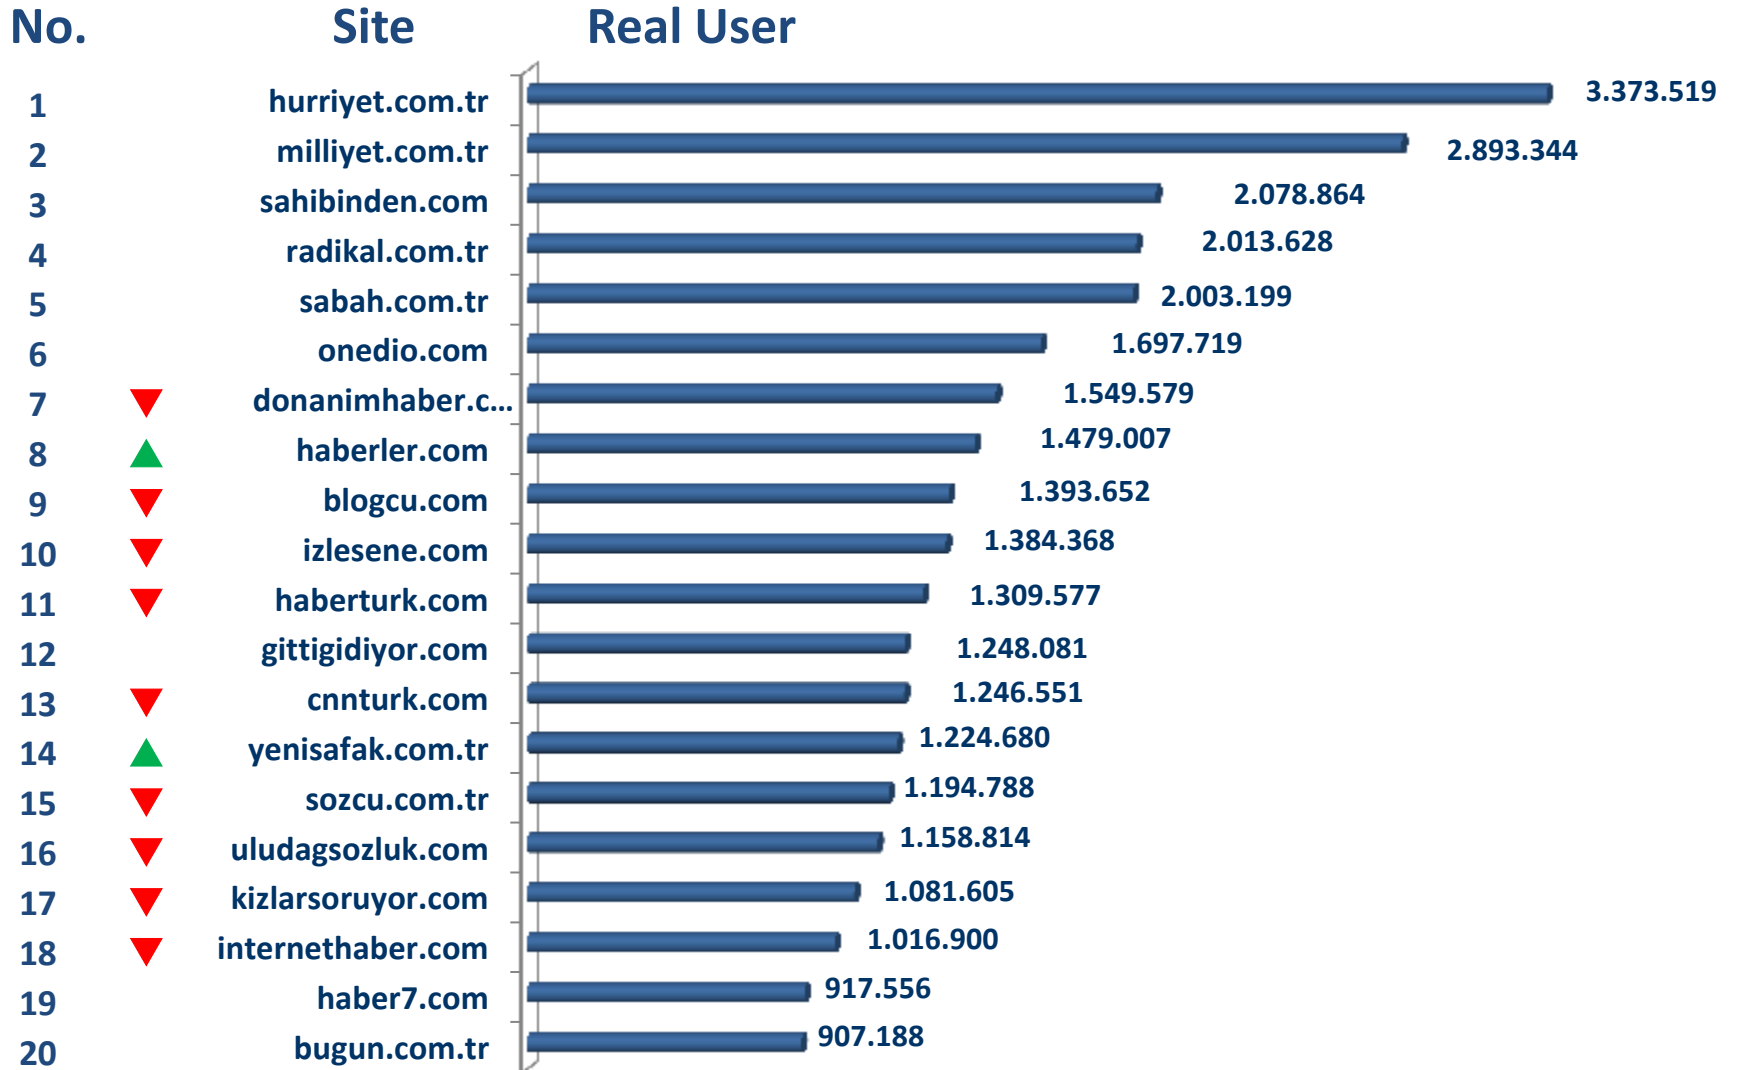 No. Site Real User
1 hurriyet.com.tr 3.373.519
2 milliyet.com.tr 2.893.344
3 sahibinden.com 2.078.864
4 radikal.com.tr 2.013.628
5 sabah.com.tr 2.003.199
6 onedio.com 1.697.719
7 donanimhaber.c... 1.549.579
8 haberler.com 1.479.007
9 blogcu.com 1.393.652
10 izlesene.com 1.384.368
11 haberturk.com 1.309.577
12 gittigidiyor.com 1.248.081
13 cnnturk.com 1.246.551
14 yenisafak.com.tr 1.224.680
15 sozcu.com.tr 1.194.788
16 uludagsozluk.com 1.158.814
17 kizlarsoruyor.com 1.081.605
18 internethaber.com 1.016.900
19 haber7.com 917.556
20 bugun.com.tr 907.188